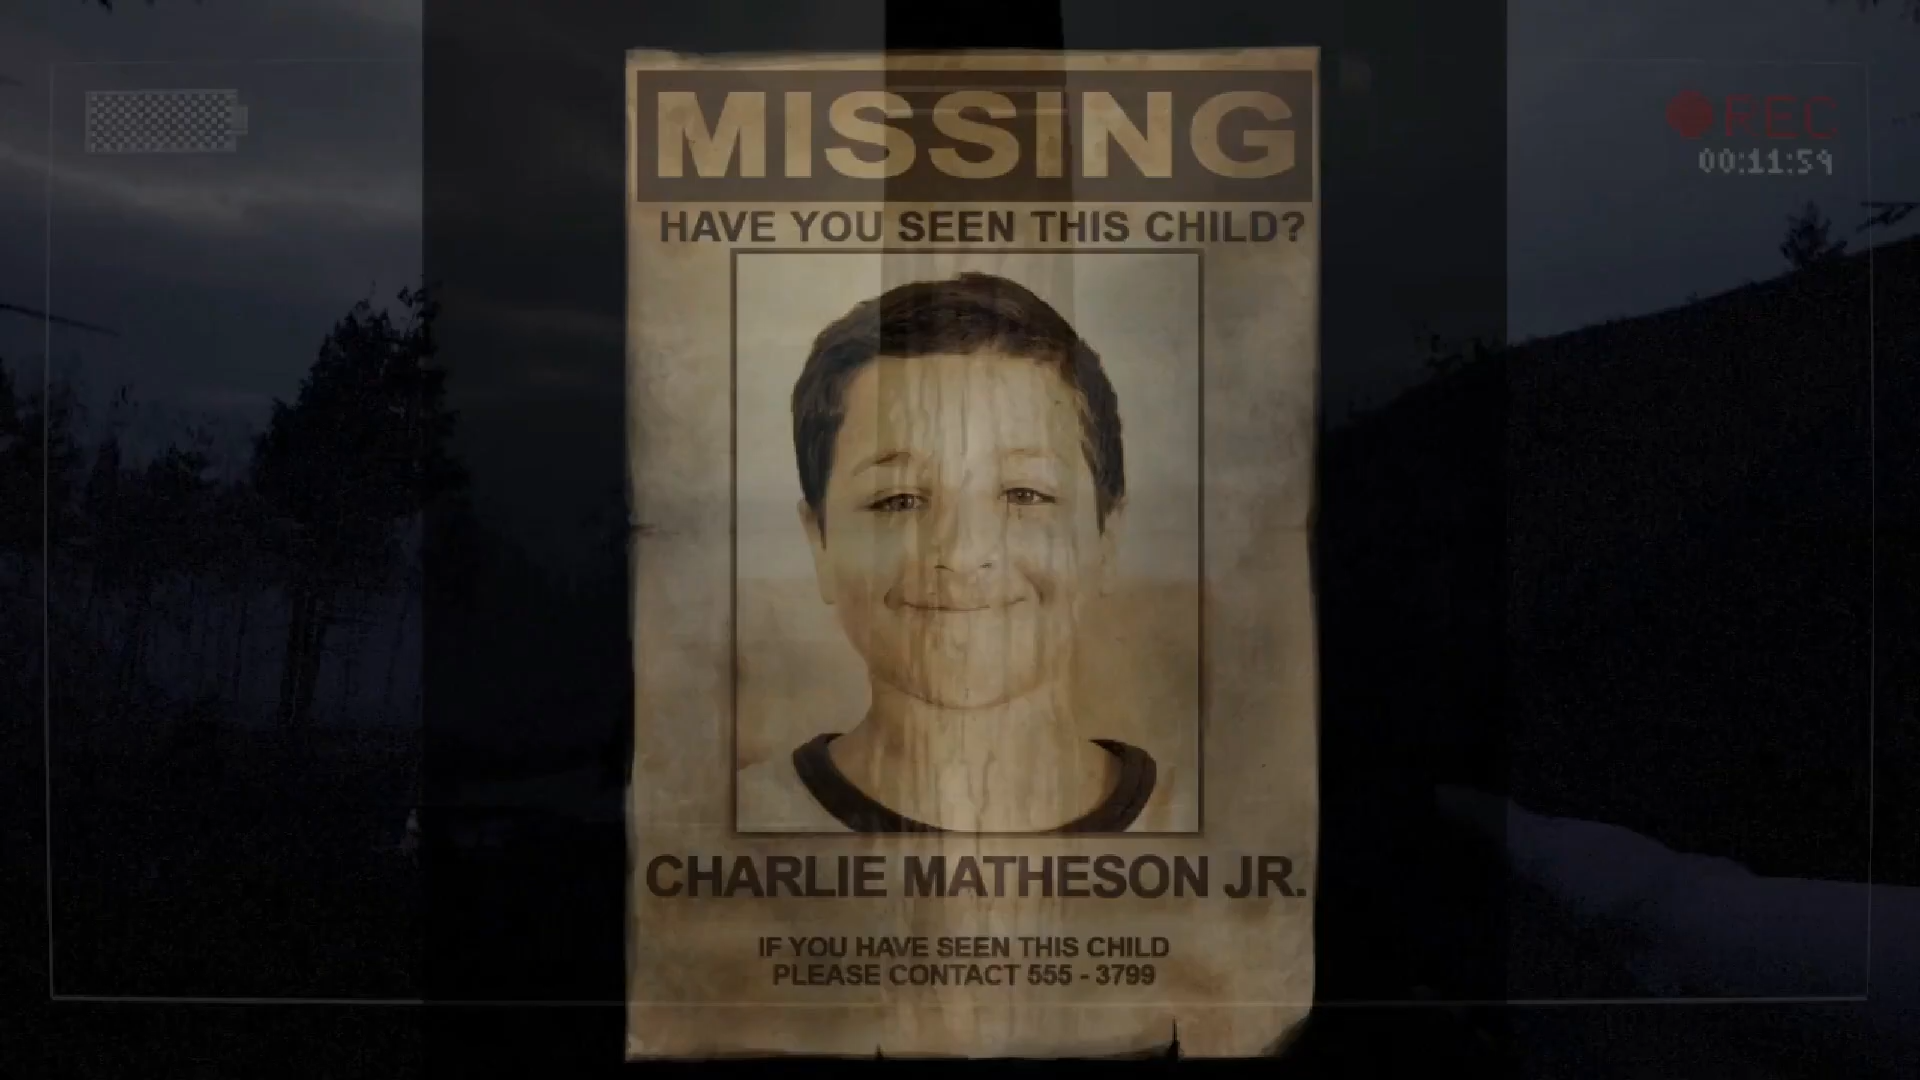 MISSING
REC
00:11:59
HAVE YOU SEEN THIS CHILD?
CHARLIE MATHESON JR.
IF YOU HAVE SEEN THIS CHILD
PLEASE CONTACT 555 - 3799